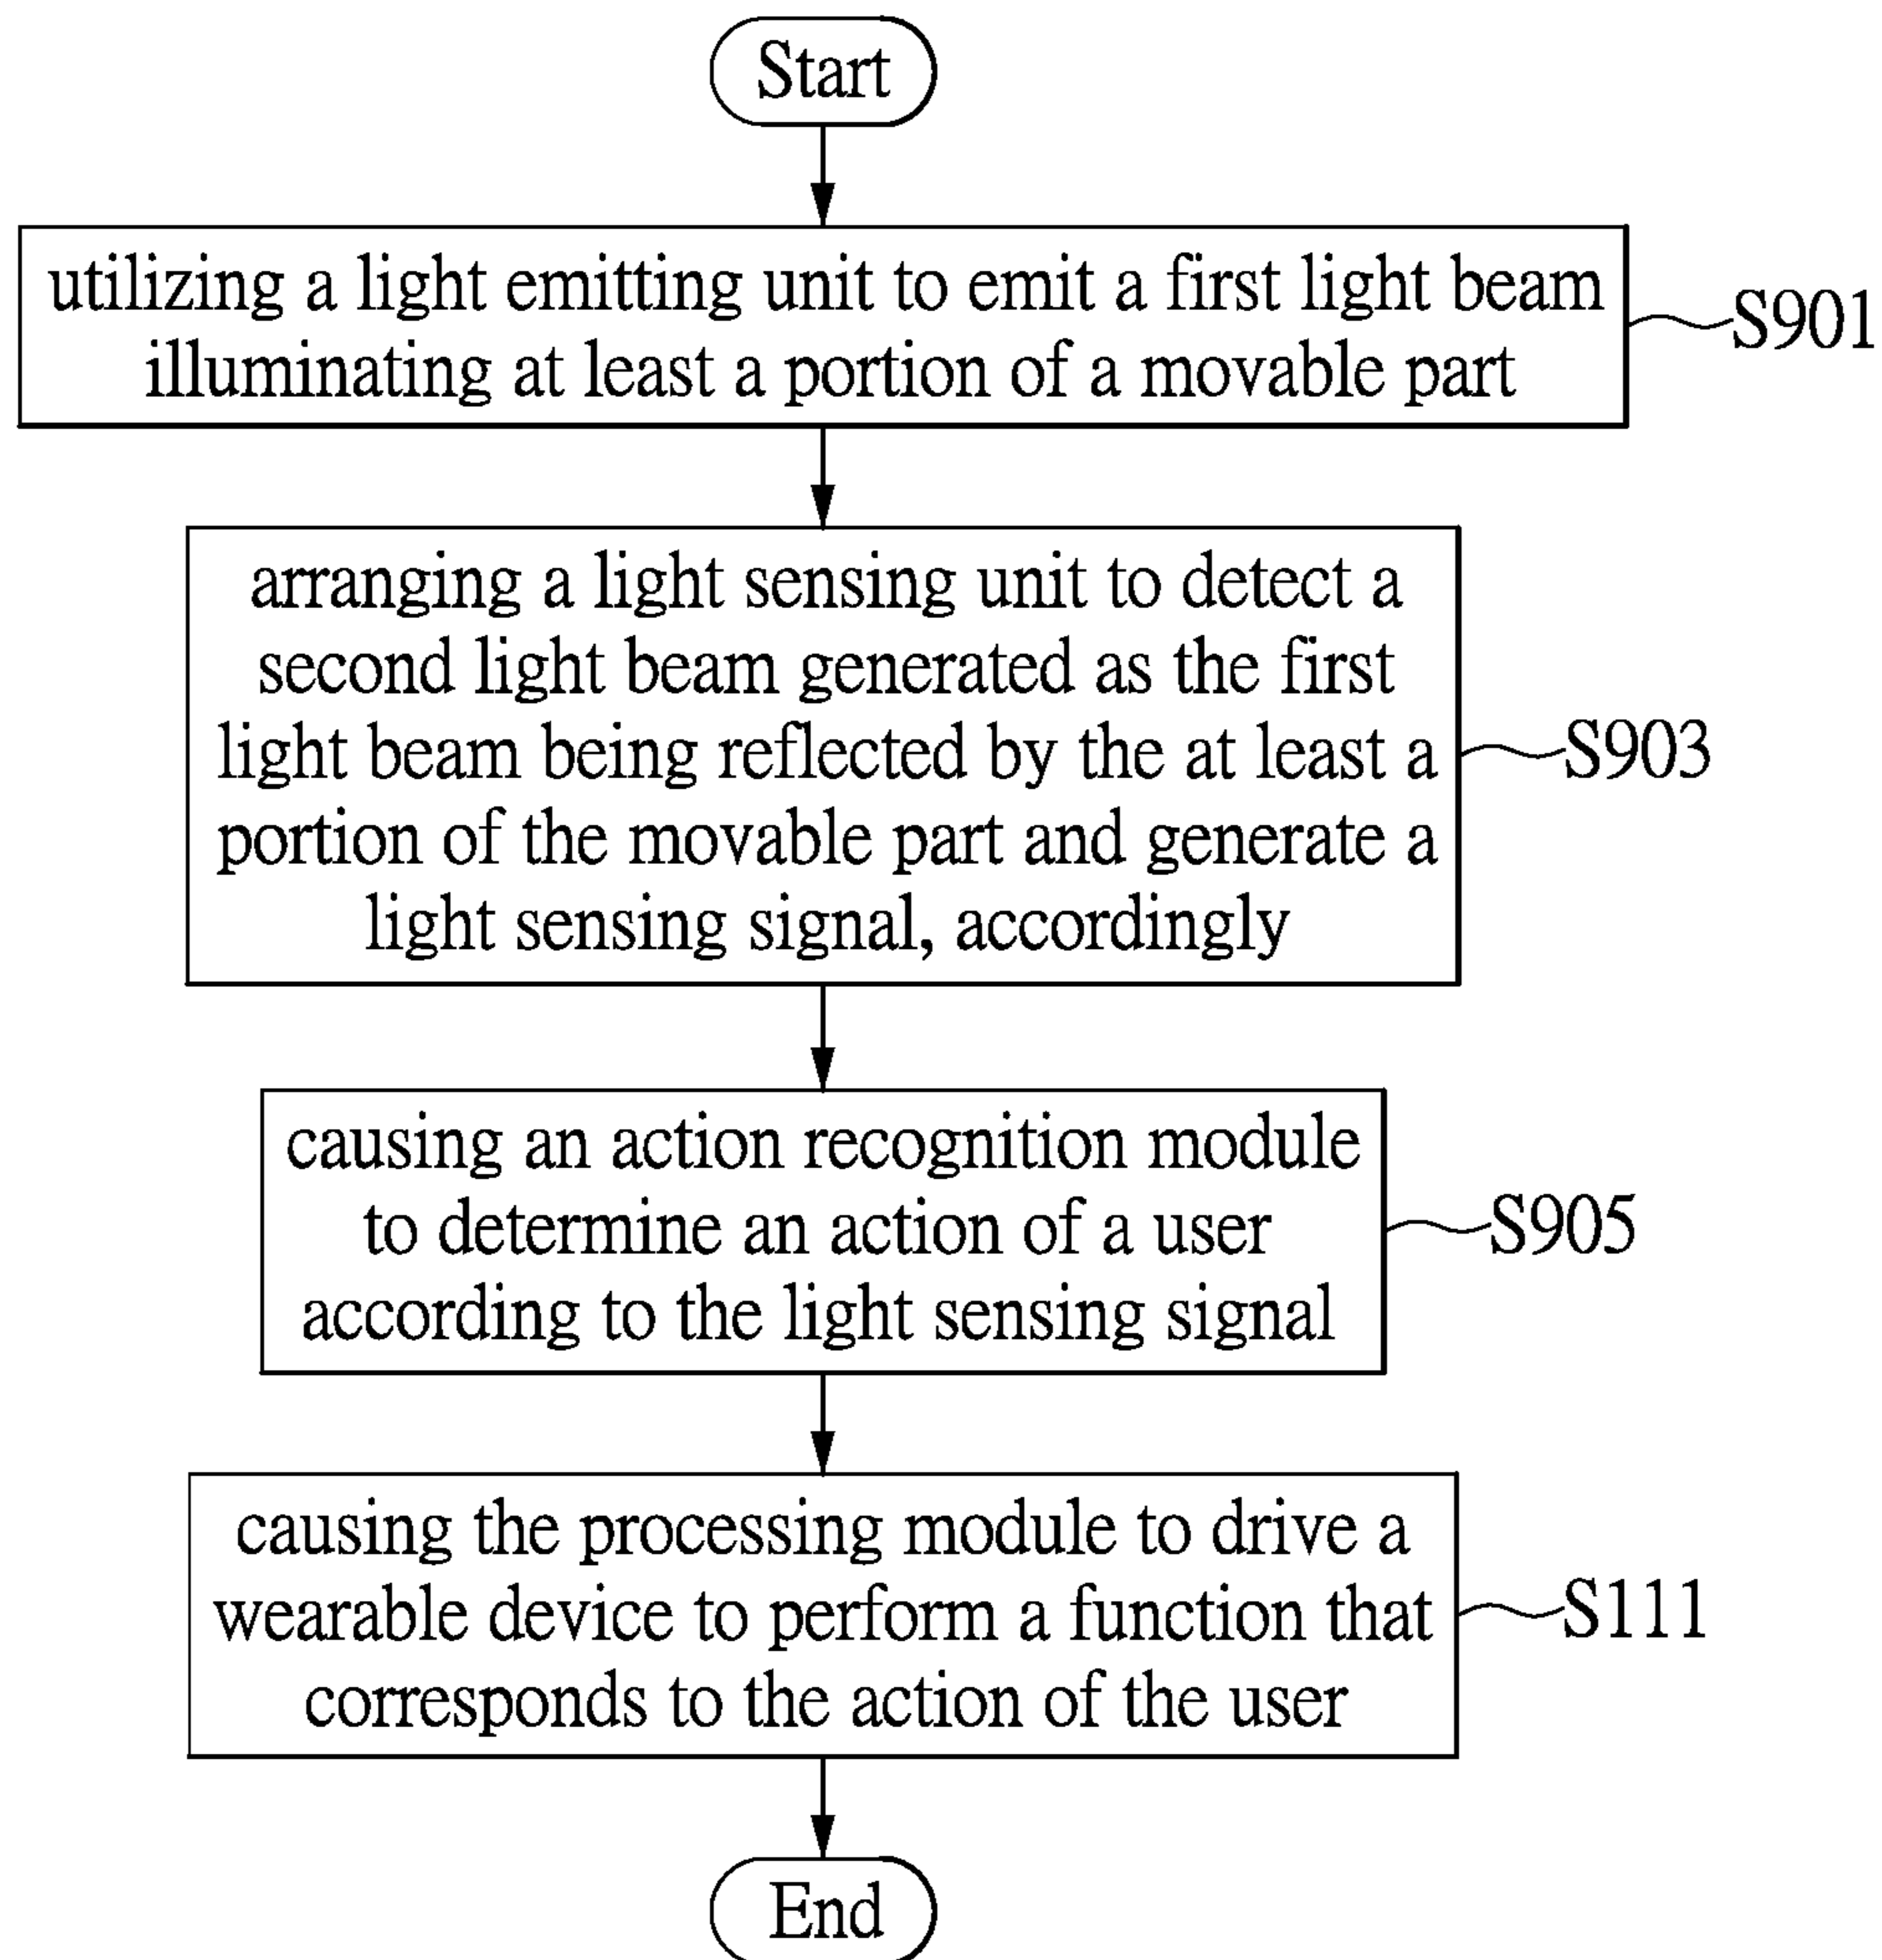 Start
utilizing a light emitting unit to emit a first light beam
illuminating at least a portion of a movable part
S901
arranging a light sensing unit to detect a
second light beam generated as the first
light beam being reflected by the at least a
portion of the movable part and generate a
light sensing signal, accordingly
S903
causing an action recognition module
to determine an action of a user
according to the light sensing signal
S905
causing the processing module to drive a
wearable device to perform a function that
corresponds to the action of the user
S111
End